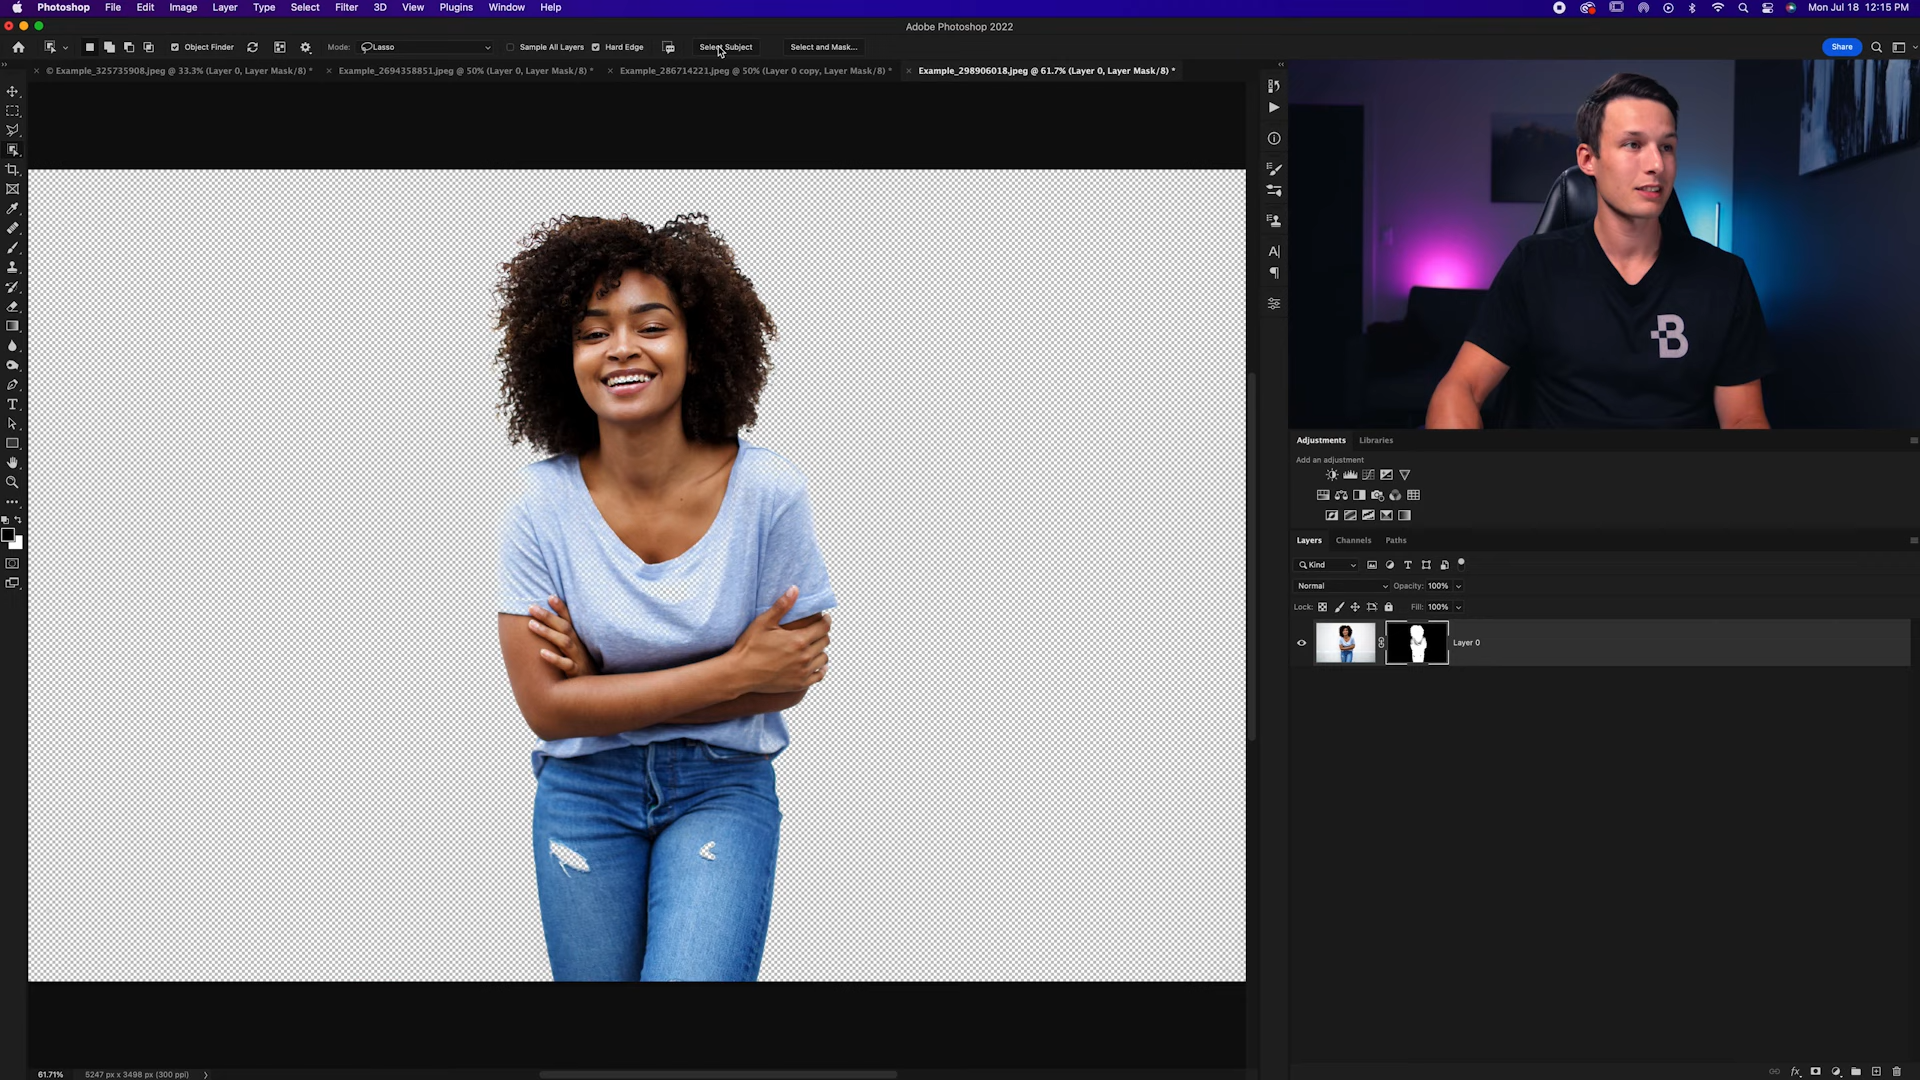 Photoshop File Edit Image Layer Type Select Filter 3D View Plugins Window Help Mon Jul 18 12:15 PM
Adobe Photoshop 2022
Object Finder Mode: Lasso Sample All Layers Hard Edge Select Subject Select and Mask... Share
© Example_325735908.jpeg @ 33.3% (Layer 0, Layer Mask/8) * Example_2694358851.jpeg @ 50% (Layer 0, Layer Mask/8) * Example_286714221.jpeg @ 50% (Layer 0 copy, Layer Mask/8) * Example_298906018.jpeg @ 61.7% (Layer 0, Layer Mask/8) *
B
Adjustments Libraries
Add an adjustment
Layers Channels Paths
Kind
Normal Opacity: 100%
Lock: Fill: 100%
Layer 0
fx
61.71% 5247 px x 3498 px (300 ppi)